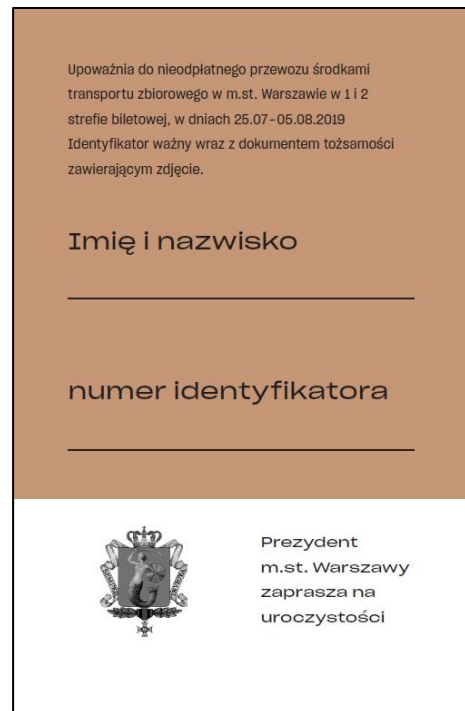 Upoważnia do nieodpłatnego przewozu środkami
transportu zbiorowego w m.st. Warszawie w 1 i 2
strefie biletowej, w dniach 25.07-05.08.2019
Identyfikator ważny wraz z dokumentem tożsamości
zawierającym zdjęcie.
Imię i nazwisko
numer identyfikatora
Prezydent
m.st. Warszawy
zaprasza na
uroczystości